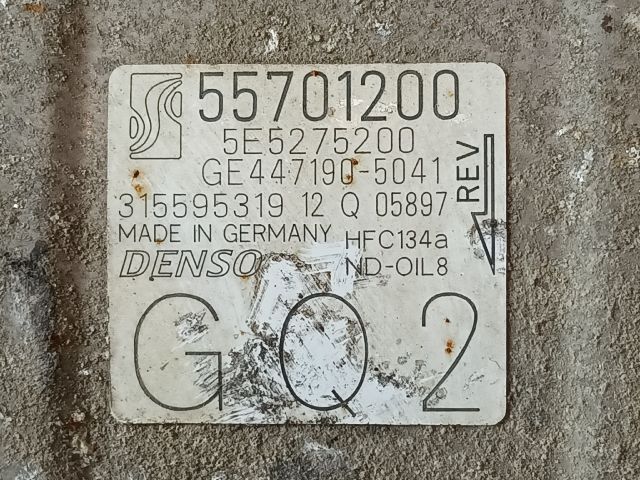 55701200
5E5275200
GE447190-5041
REV
315595319 12 Q 05897
MADE IN GERMANY HFC134a
DENSO ND-OIL8
GQ2